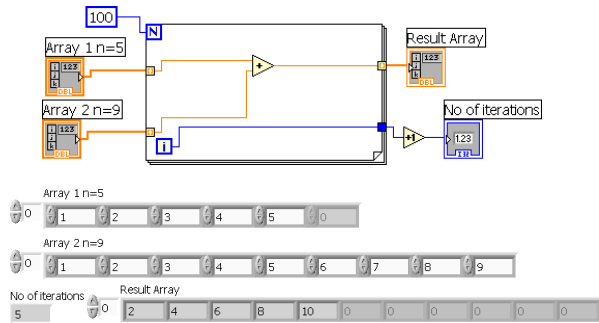 100
N
Array 1 n=5
123
DBL
+
Result Array
123
DBL
Array 2 n=9
123
DBL
i
+1
No of iterations
1.23
Array 1 n=5
0 1 2 3 4 5 0
Array 2 n=9
0 1 2 3 4 5 6 7 8 9
No of iterations
5
Result Array
0 2 4 6 8 10 0 0 0 0 0 0